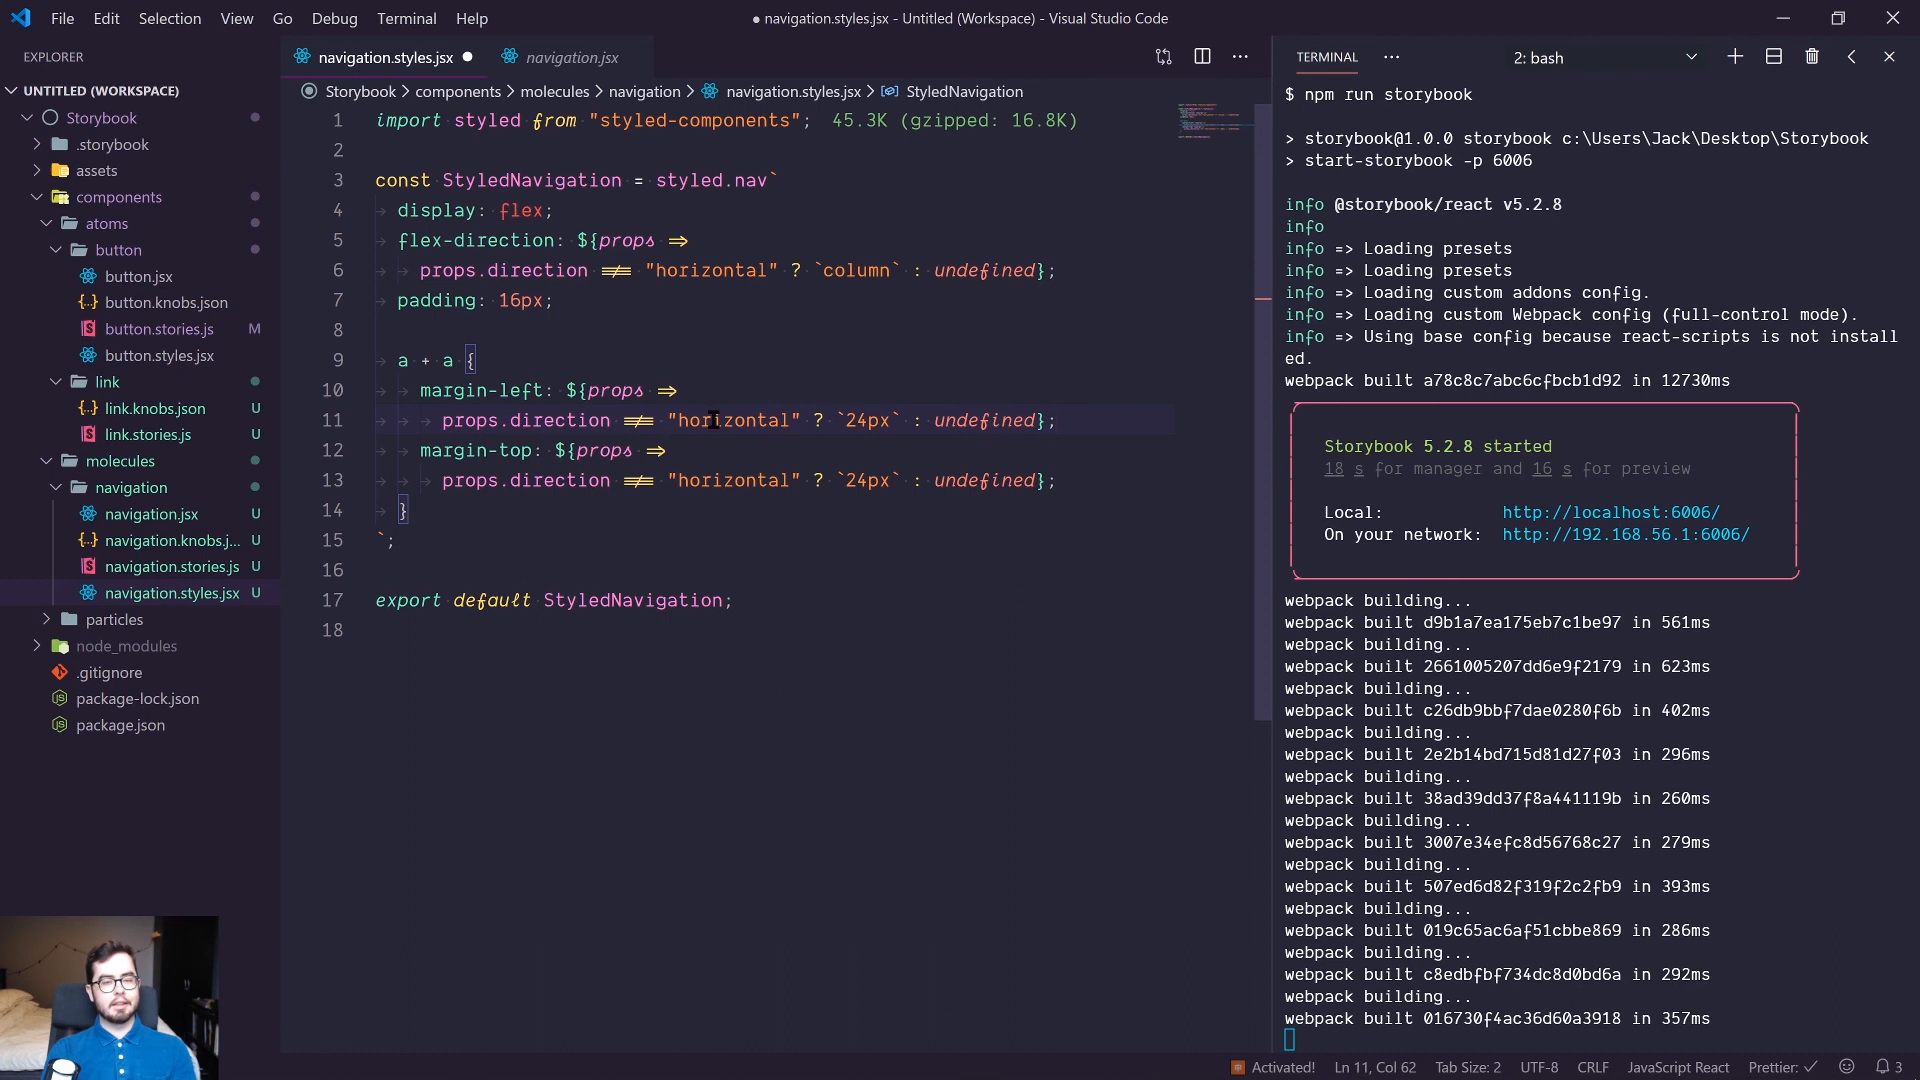 File Edit Selection View Go Debug Terminal Help
● navigation.styles.jsx - Untitled (Workspace) - Visual Studio Code
EXPLORER
UNTITLED (WORKSPACE)
Storybook
.storybook
assets
components
atoms
button
button.jsx
button.knobs.json
button.stories.js M
button.styles.jsx
link
link.knobs.json U
link.stories.js U
molecules
navigation
navigation.jsx U
navigation.knobs.j... U
navigation.stories.js U
navigation.styles.jsx U
particles
node_modules
.gitignore
package-lock.json
package.json
navigation.styles.jsx ● navigation.jsx
Storybook > components > molecules > navigation > navigation.styles.jsx > StyledNavigation
1 import styled from "styled-components"; 45.3K (gzipped: 16.8K)
2
3 const StyledNavigation = styled.nav`
4 display: flex;
5 flex-direction: ${props =>
6 props.direction !== "horizontal" ? `column` : undefined};
7 padding: 16px;
8
9 a + a {
10 margin-left: ${props =>
11 props.direction !== "horizontal" ? `24px` : undefined};
12 margin-top: ${props =>
13 props.direction !== "horizontal" ? `24px` : undefined};
14 }
15 `;
16
17 export default StyledNavigation;
18
TERMINAL ··· 2: bash
$ npm run storybook
> storybook@1.0.0 storybook c:\Users\Jack\Desktop\Storybook
> start-storybook -p 6006
info @storybook/react v5.2.8
info
info => Loading presets
info => Loading presets
info => Loading custom addons config.
info => Loading custom Webpack config (full-control mode).
info => Using base config because react-scripts is not install
ed.
webpack built a78c8c7abc6cfbcb1d92 in 12730ms
Storybook 5.2.8 started
18 s for manager and 16 s for preview
Local: http://localhost:6006/
On your network: http://192.168.56.1:6006/
webpack building...
webpack built d9b1a7ea175eb7c1be97 in 561ms
webpack building...
webpack built 2661005207dd6e9f2179 in 623ms
webpack building...
webpack built c26db9bbf7dae0280f6b in 402ms
webpack building...
webpack built 2e2b14bd715d81d27f03 in 296ms
webpack building...
webpack built 38ad39dd37f8a441119b in 260ms
webpack building...
webpack built 3007e34efc8d56768c27 in 279ms
webpack building...
webpack built 507ed6d82f319f2c2fb9 in 393ms
webpack building...
webpack built 019c65ac6af51cbbe869 in 286ms
webpack building...
webpack built c8edbfbf734dc8d0bd6a in 292ms
webpack building...
webpack built 016730f4ac36d60a3918 in 357ms
Activated! Ln 11, Col 62 Tab Size: 2 UTF-8 CRLF JavaScript React Prettier: ✓ 3